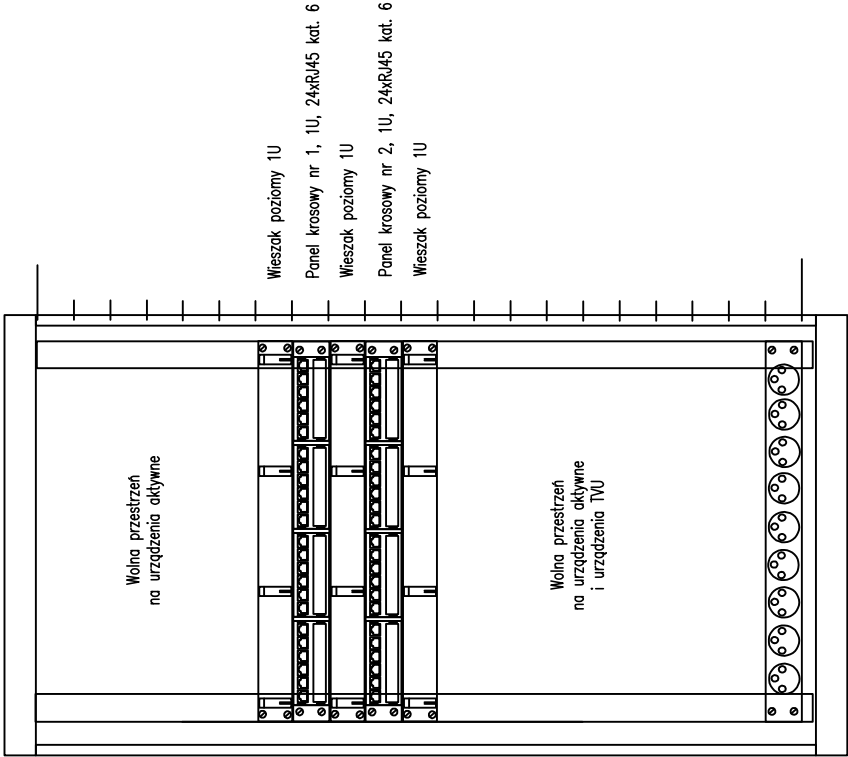 Wolna przestrzeń
na urządzenia aktywne
Wieszak poziomy 1U
Panel krosowy nr 1, 1U, 24xRJ45 kat. 6
Wieszak poziomy 1U
Panel krosowy nr 2, 1U, 24xRJ45 kat. 6
Wieszak poziomy 1U
Wolna przestrzeń
na urządzenia aktywne
i urządzenia TVU